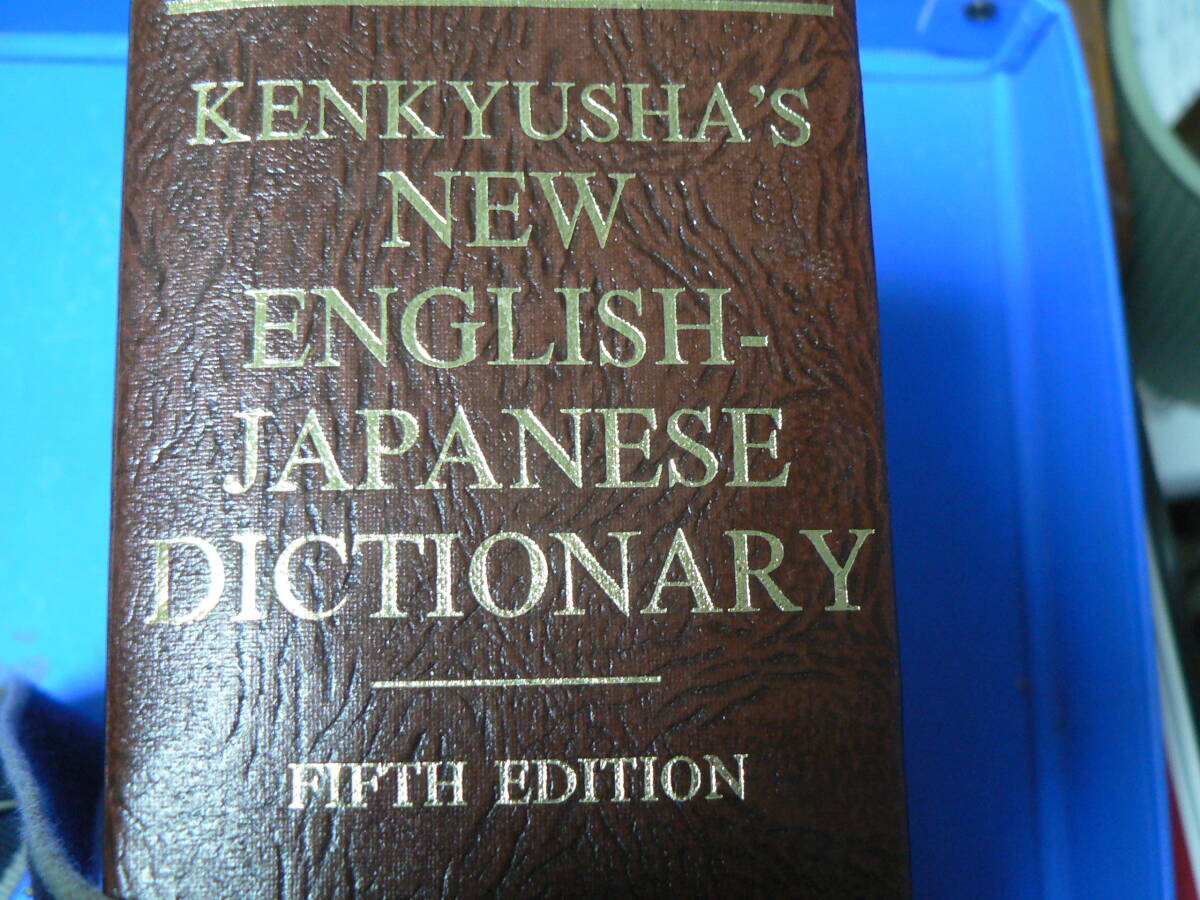 KENKYUSHA'S
NEW
ENGLISH-
JAPANESE
DICTIONARY
FIFTH EDITION